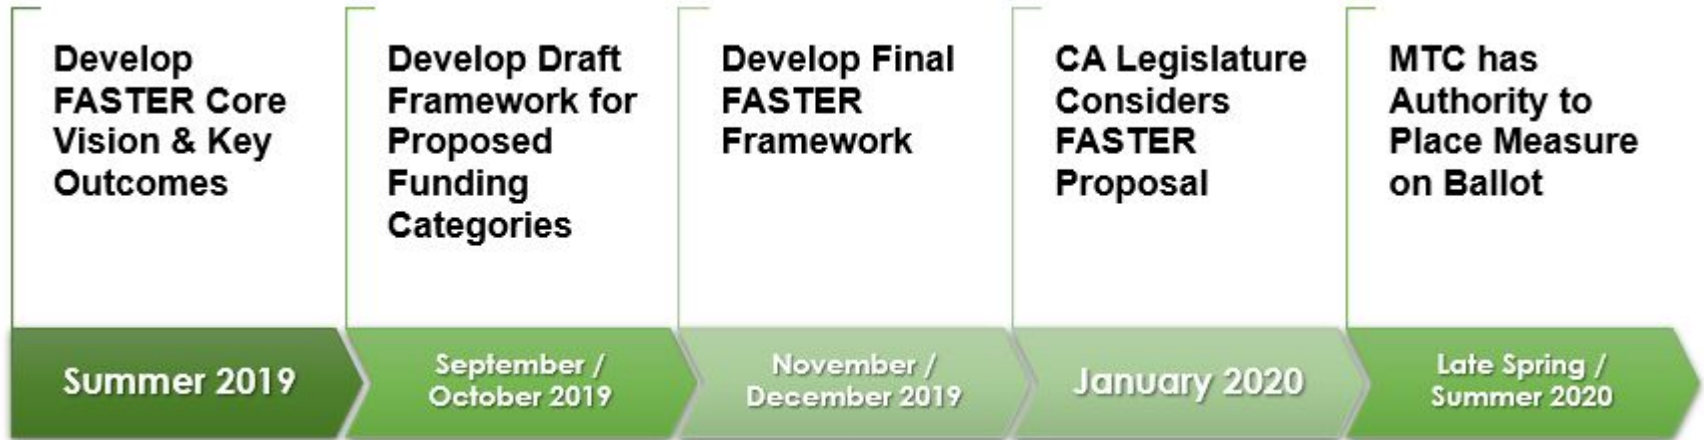 Develop
FASTER Core
Vision & Key
Outcomes
Develop Draft
Framework for
Proposed
Funding
Categories
Develop Final
FASTER
Framework
CA Legislature
Considers
FASTER
Proposal
MTC has
Authority to
Place Measure
on Ballot
Summer 2019
September /
October 2019
November /
December 2019
January 2020
Late Spring /
Summer 2020